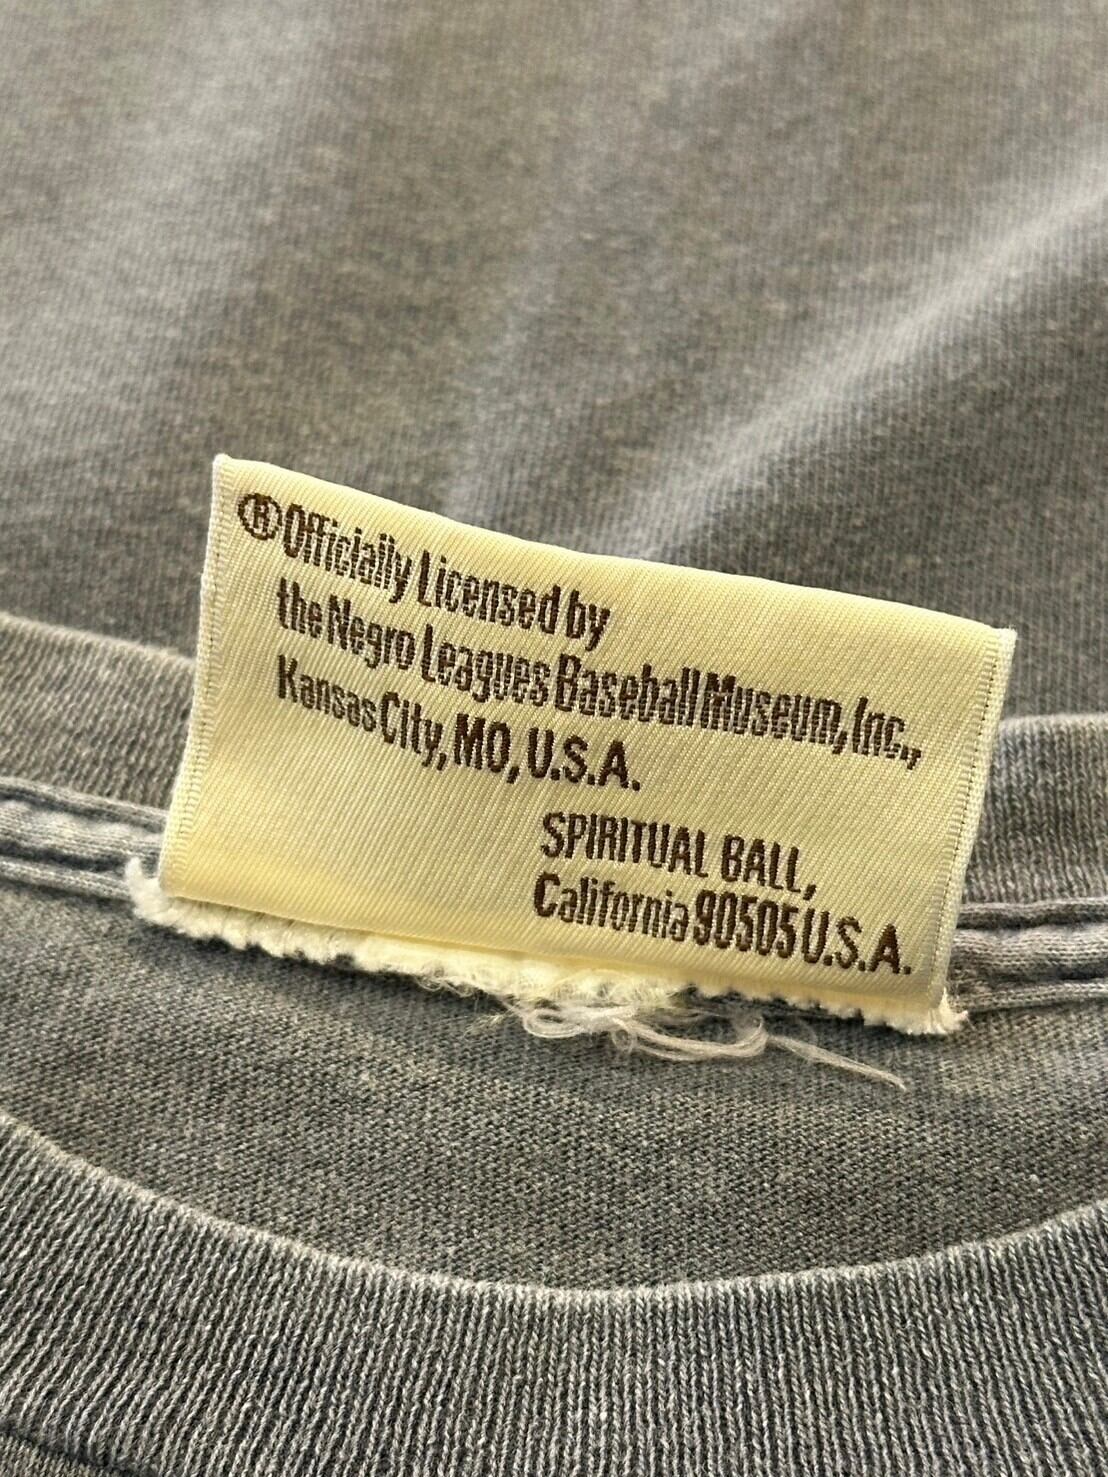 ®Officially Licensed by
the Negro Leagues Baseball Museum, Inc.,
Kansas City, MO, U.S.A.
SPIRITUAL BALL,
California 90505 U.S.A.